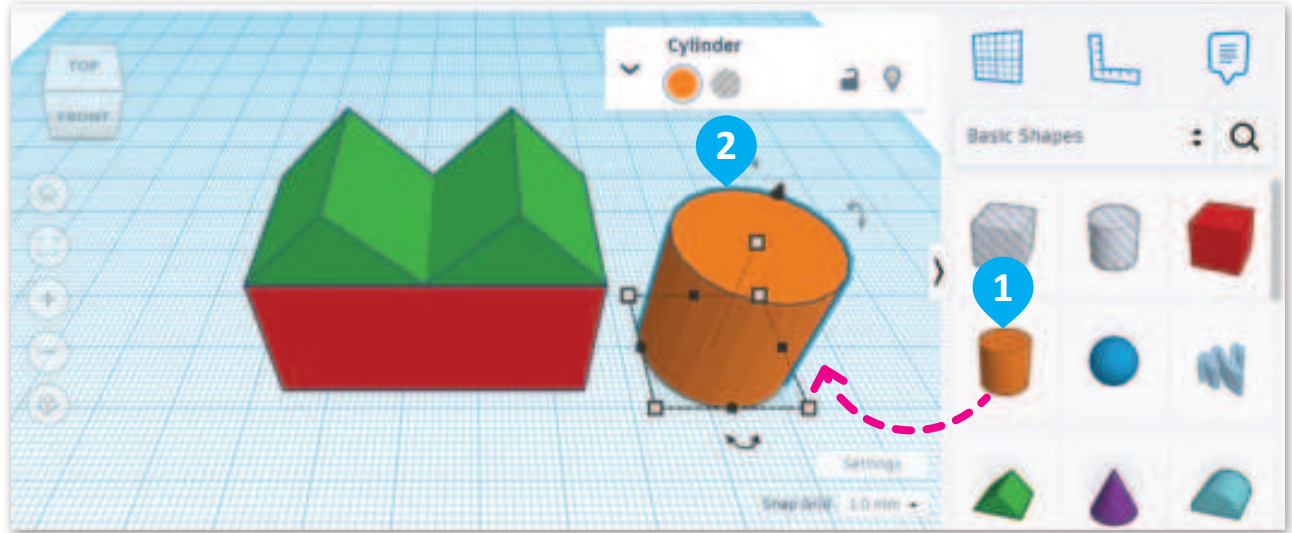 TOP
FRONT
Cylinder
2
Basic Shapes
1
Settings
Snap Grid 1.0 mm